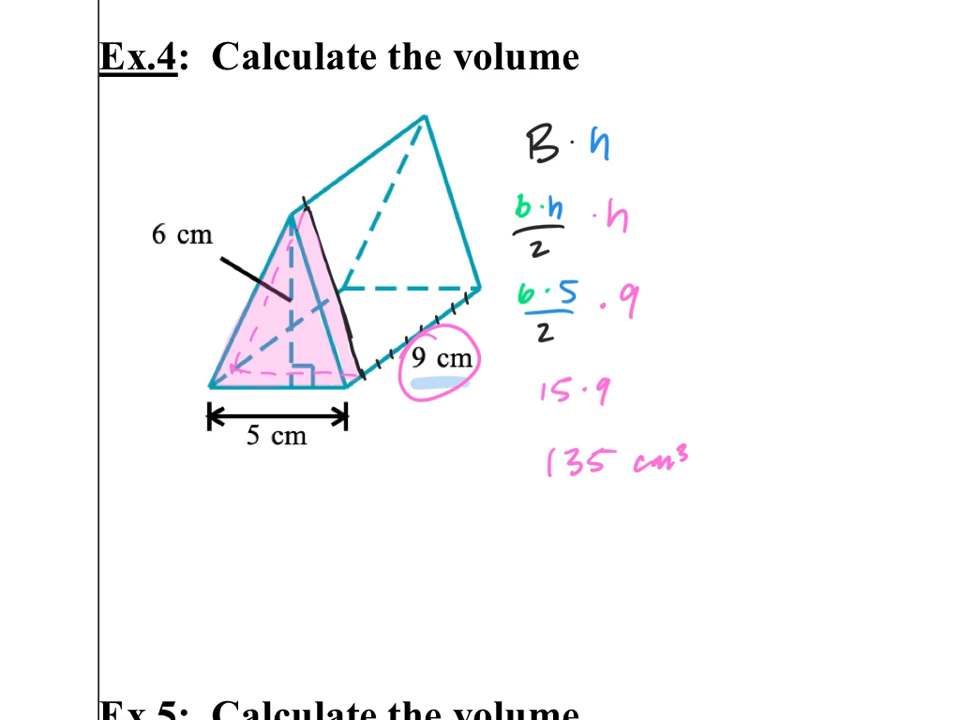 Ex.4: Calculate the volume
B · h
6 cm
b · h / 2 · h
6 · 5 / 2 · 9
9 cm
15 · 9
5 cm
135 cm³
Ex.5: Calculate the volume